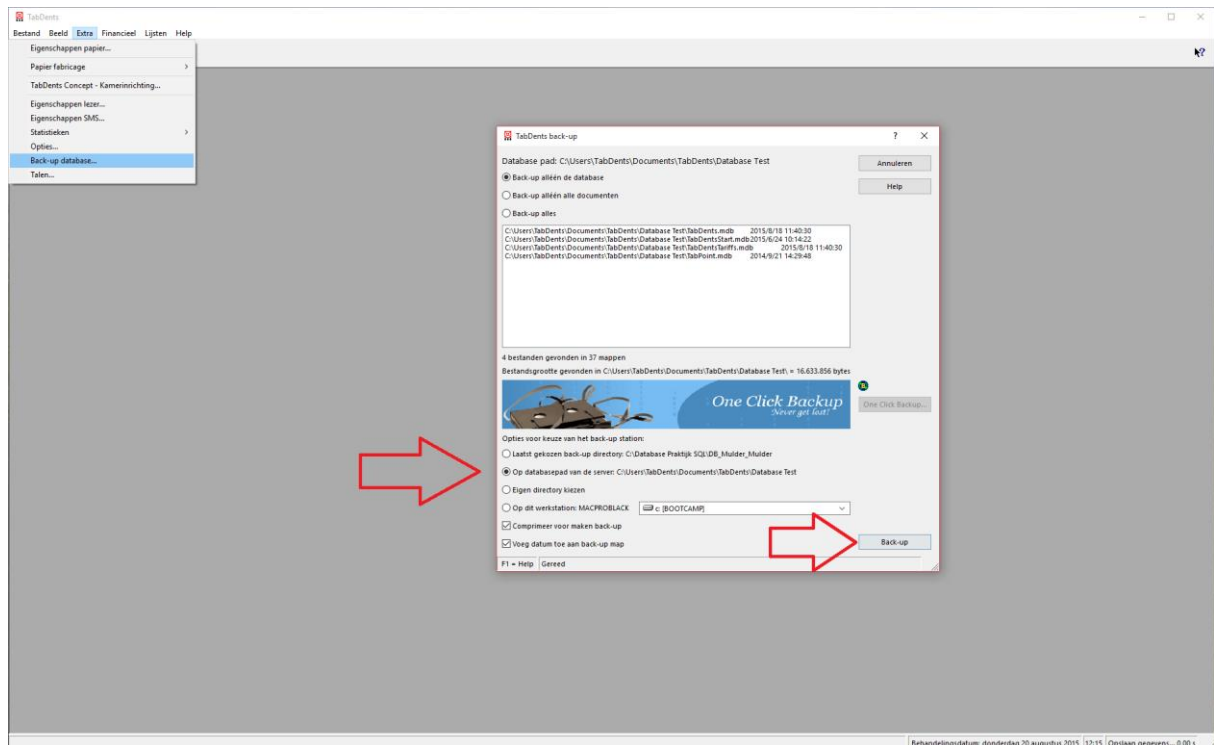 TabDents
Bestand Beeld Extra Financieel Lijsten Help
Eigenschappen papier...
Papier fabricage
TabDents Concept - Kamerinrichting...
Eigenschappen lezer...
Eigenschappen SMS...
Statistieken
Opties...
Back-up database...
Talen...
TabDents back-up
Database pad: C:\Users\TabDents\Documents\TabDents\Database Test
Annuleren
Back-up alléén de database
Help
Back-up alléén alle documenten
Back-up alles
C:\Users\TabDents\Documents\TabDents\Database Test\TabDents.mdb 2015/8/18 11:40:30
C:\Users\TabDents\Documents\TabDents\Database Test\TabDentsStart.mdb 2015/6/24 10:14:22
C:\Users\TabDents\Documents\TabDents\Database Test\TabDentsTariffs.mdb 2015/8/18 11:40:30
C:\Users\TabDents\Documents\TabDents\Database Test\TabPoint.mdb 2014/9/21 14:29:48
4 bestanden gevonden in 37 mappen
Bestandsgrootte gevonden in C:\Users\TabDents\Documents\TabDents\Database Test\ = 16.633.856 bytes
One Click Backup
Never get lost!
One Click Backup...
Opties voor keuze van het back-up station:
Laatst gekozen back-up directory: C:\Database Praktijk SQL\DB_Mulder_Mulder
Op databasepad van de server: C:\Users\TabDents\Documents\TabDents\Database Test
Eigen directory kiezen
Op dit werkstation: MACPROBLACK c: [BOOTCAMP]
Comprimeer voor maken back-up
Voeg datum toe aan back-up map
Back-up
F1 = Help Gereed
Behandelingsdatum: donderdag 20 augustus 2015 12:15 Opslaan gegevens... 0,00 s